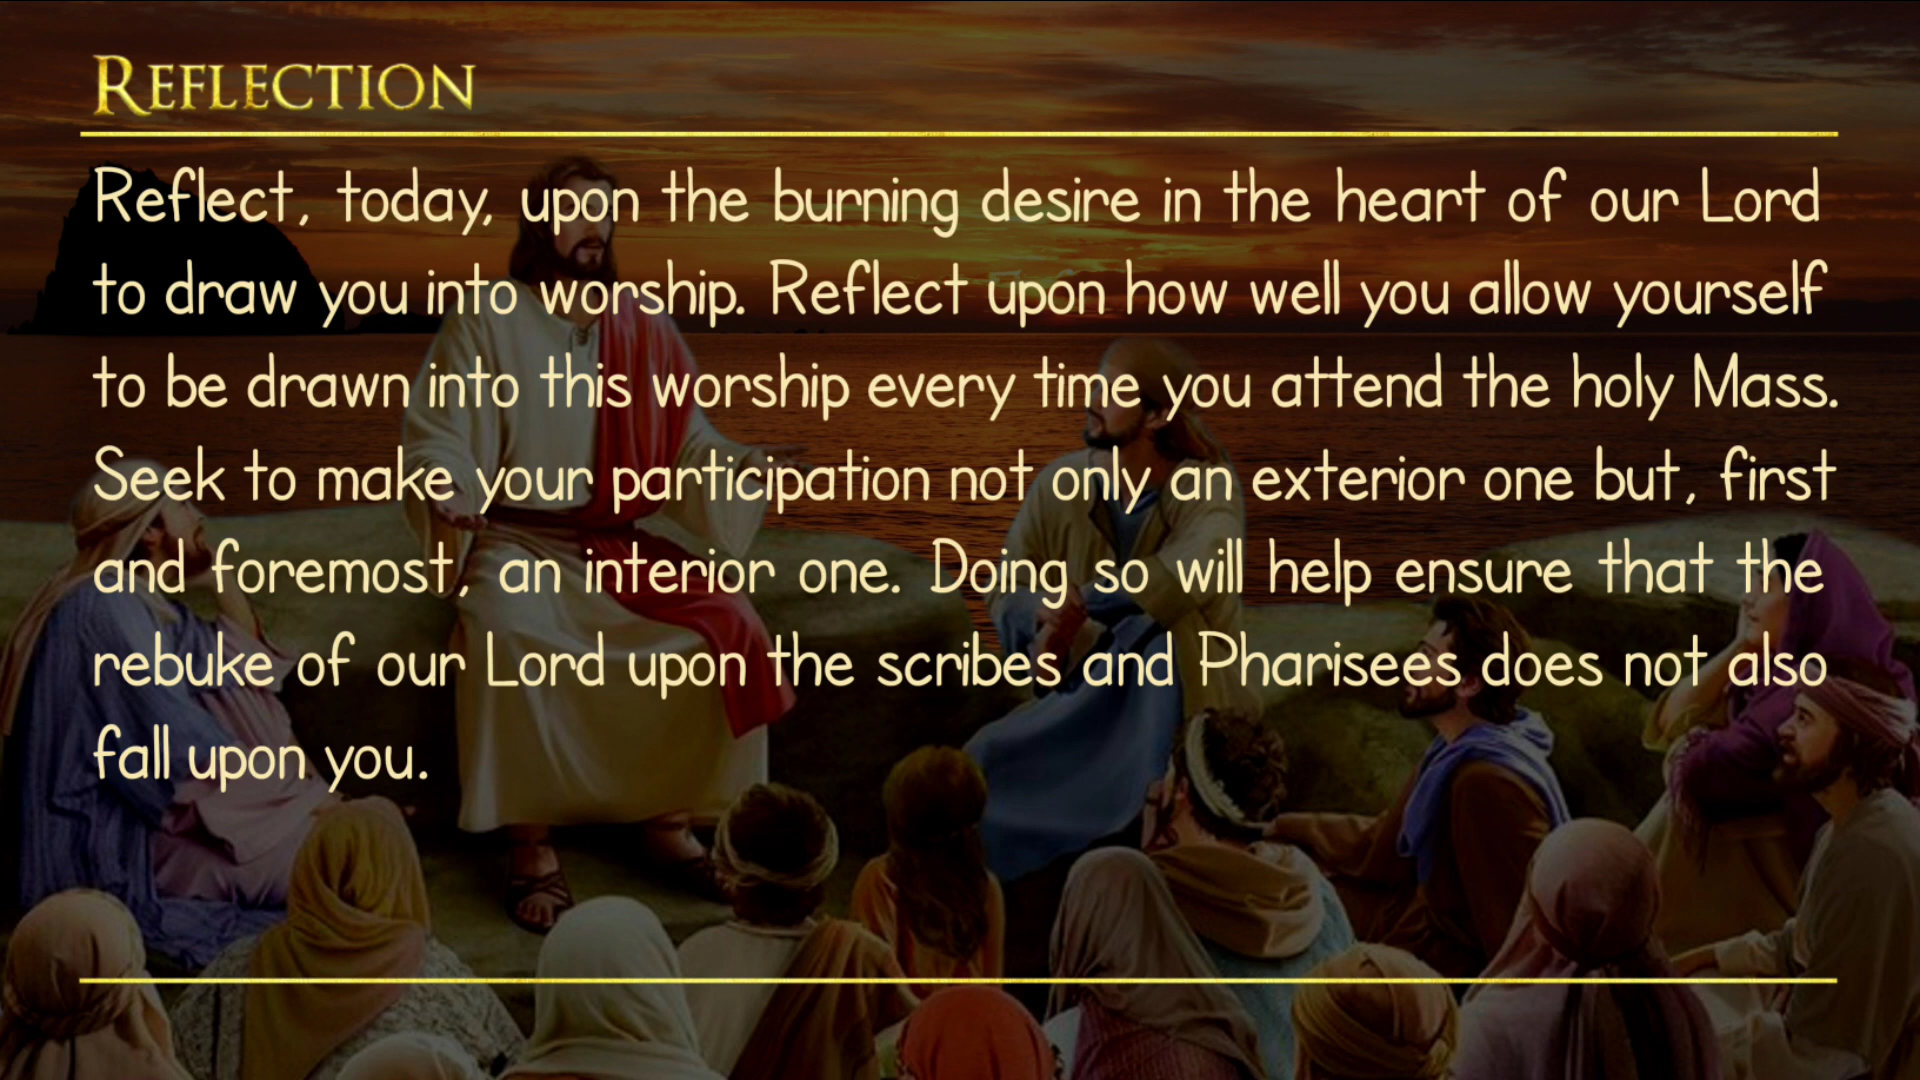 REFLECTION
Reflect, today, upon the burning desire in the heart of our Lord
to draw you into worship. Reflect upon how well you allow yourself
to be drawn into this worship every time you attend the holy Mass.
Seek to make your participation not only an exterior one but, first
and foremost, an interior one. Doing so will help ensure that the
rebuke of our Lord upon the scribes and Pharisees does not also
fall upon you.